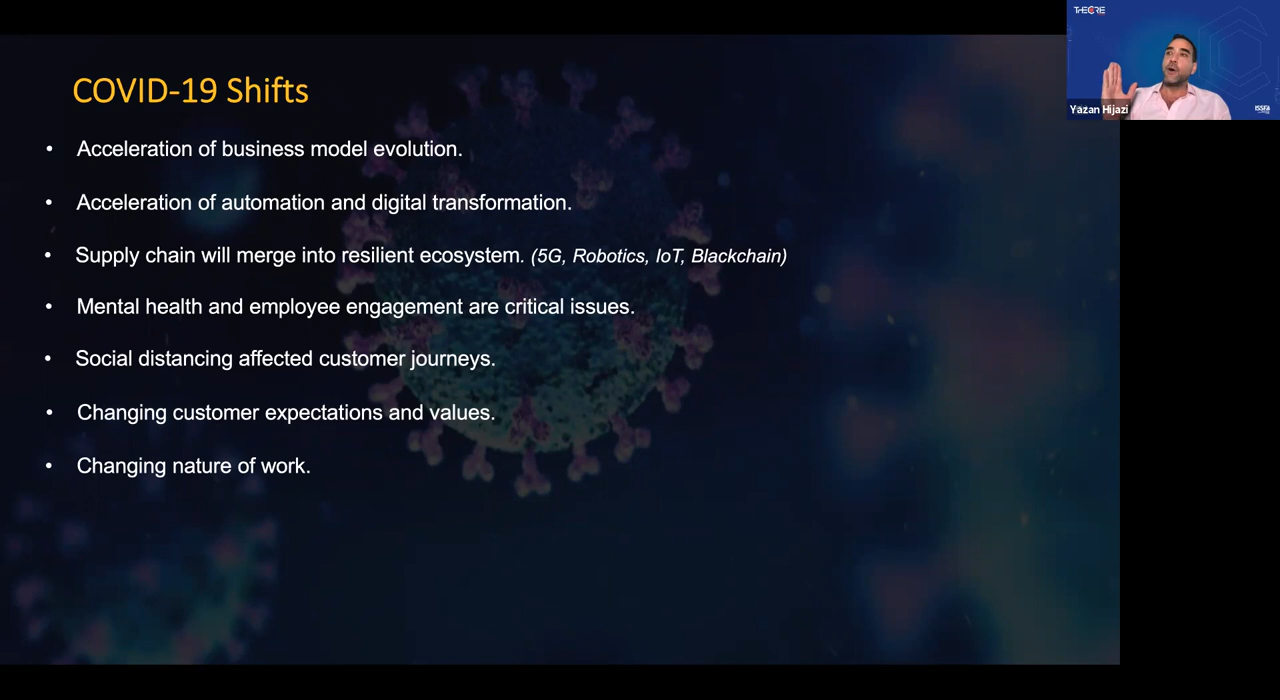 COVID-19 Shifts
• Acceleration of business model evolution.
• Acceleration of automation and digital transformation.
• Supply chain will merge into resilient ecosystem. (5G, Robotics, IoT, Blackchain)
• Mental health and employee engagement are critical issues.
• Social distancing affected customer journeys.
• Changing customer expectations and values.
• Changing nature of work.
THECORE
Yazan Hijazi
ISSFA